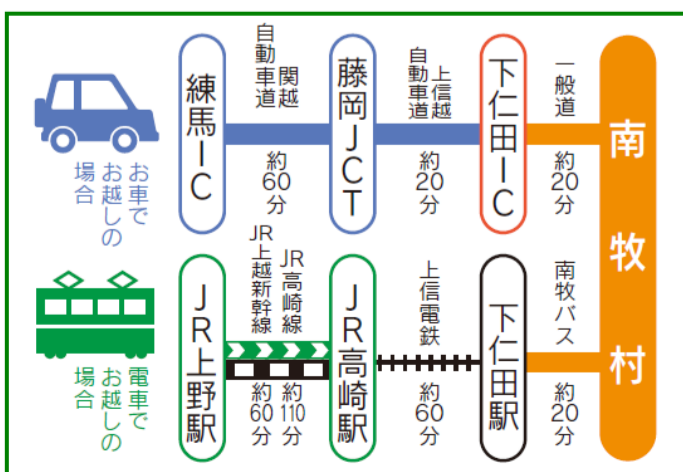 お車で
お越しの
場合
練馬IC
関越
自動車道
約60分
藤岡JCT
上信越
自動車道
約20分
下仁田IC
一般道
約20分
南牧村
電車で
お越しの
場合
JR上野駅
JR高崎線
約110分
JR上越新幹線
約60分
JR高崎駅
上信電鉄
約60分
下仁田駅
南牧バス
約20分